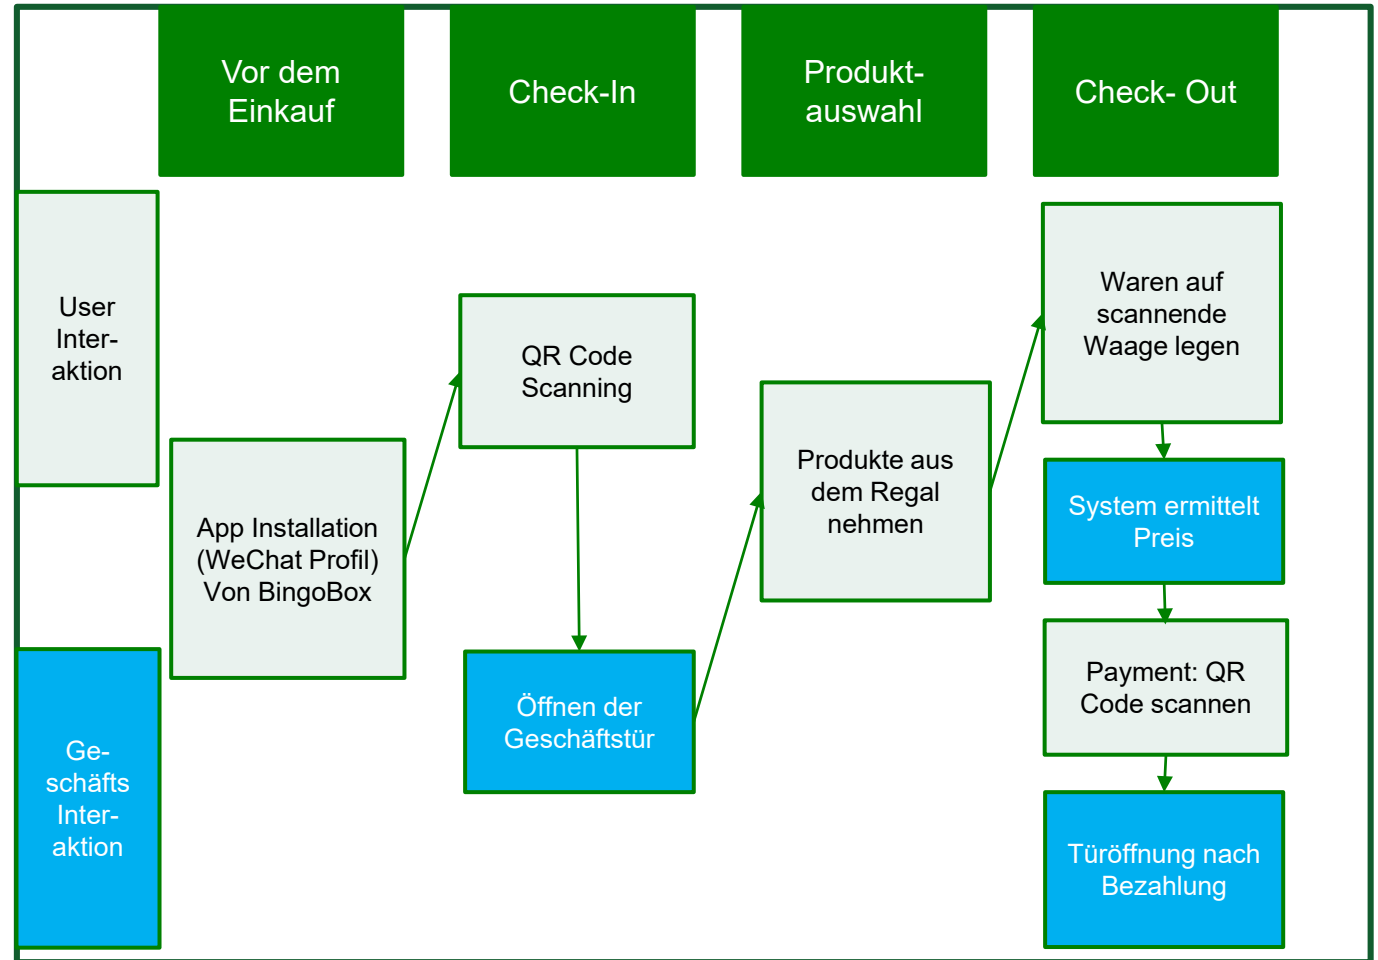 Vor dem
Einkauf
Check-In
Produkt-
auswahl
Check- Out
User
Inter-
aktion
Ge-
schäfts
Inter-
aktion
App Installation
(WeChat Profil)
Von BingoBox
QR Code
Scanning
Öffnen der
Geschäftstür
Produkte aus
dem Regal
nehmen
Waren auf
scannende
Waage legen
System ermittelt
Preis
Payment: QR
Code scannen
Türöffnung nach
Bezahlung